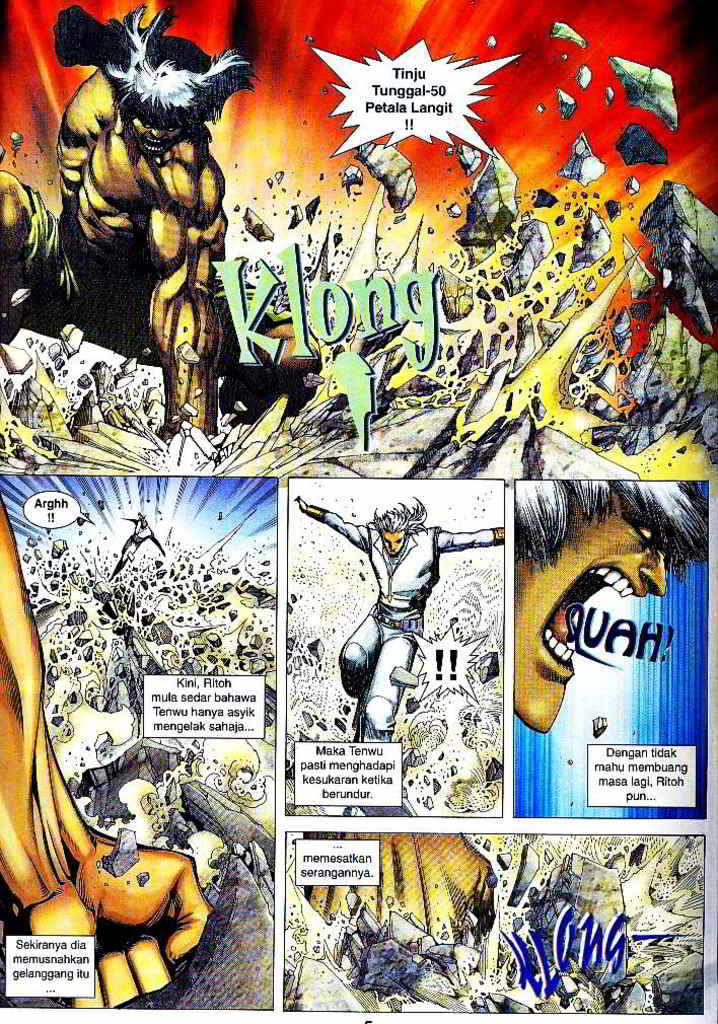 Tinju
Tunggal-50
Petala Langit
!!
Klong
!
Arghh
!!
Kini, Ritoh
mula sedar bahawa
Tenwu hanya asyik
mengelak sahaja...
Sekiranya dia
memusnahkan
gelanggang itu
...
!!
Maka Tenwu
pasti menghadapi
kesukaran ketika
berundur.
QUAH!
Dengan tidak
mahu membuang
masa lagi, Ritoh
pun...
...
memesatkan
serangannya.
KLONG